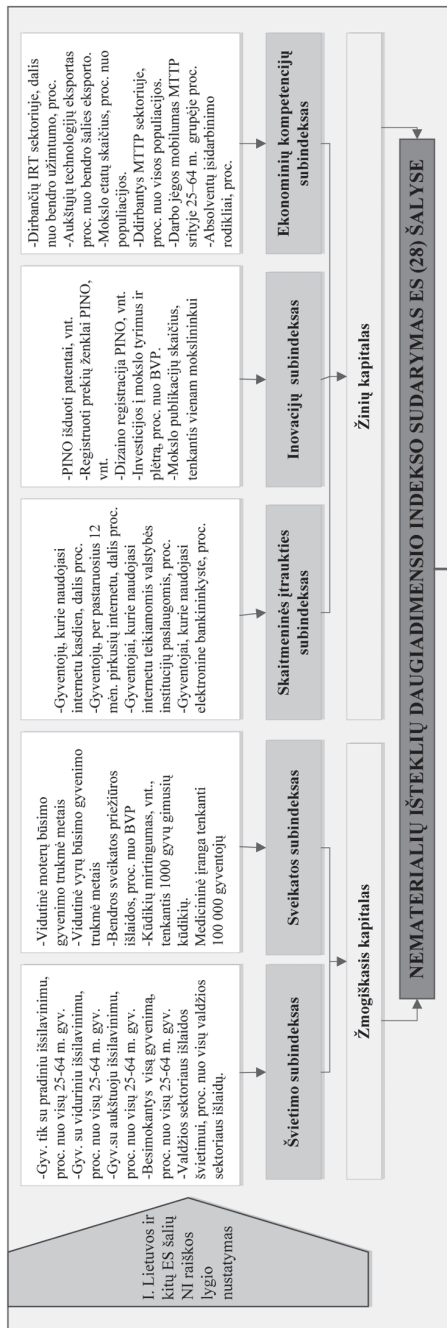 I. Lietuvos ir
kitų ES šalių
NI raiškos
lygio
nustatymas
-Gyv. tik su pradiniu išsilavinimu,
proc. nuo visų 25-64 m. gyv.
-Gyv. su viduriniu išsilavinimu,
proc. nuo visų 25-64 m. gyv.
-Gyv.su aukštuoju išsilavinimu,
proc. nuo visų 25-64 m. gyv.
-Besimokantys visą gyvenimą,
proc. nuo visų 25-64 m. gyv.
-Valdžios sektoriaus išlaidos
švietimui, proc. nuo visų valdžios
sektoriaus išlaidų.
Švietimo subindeksas
-Vidutinė moterų būsimo
gyvenimo trukmė metais
-Vidutinė vyrų būsimo gyvenimo
trukmė metais
-Bendros sveikatos priežiūros
išlaidos, proc. nuo BVP
-Kūdikių mirtingumas, vnt.,
tenkantis 1000 gyvų gimusių
kūdikių.
Medicininė įranga tenkanti
100 000 gyventojų
Sveikatos subindeksas
Žmogiškasis kapitalas
-Gyventojų, kurie naudojasi
internetu kasdien, dalis proc.
-Gyventojų, per pastaruosius 12
mėn. pirkusių internetu, dalis proc.
-Gyventojai, kurie naudojasi
internetu teikiamomis valstybės
institucijų paslaugomis, proc.
-Gyventojai, kurie naudojasi
elektronine bankininkyste, proc.
Skaitmeninės įtraukties
subindeksas
-PINO išduoti patentai, vnt.
-Registruoti prekių ženklai PINO,
vnt.
-Dizaino registracija PINO, vnt.
-Investicijos į mokslo tyrimus ir
plėtrą, proc. nuo BVP.
-Mokslo publikacijų skaičius,
tenkantis vienam mokslininkui
Inovacijų subindeksas
-Dirbančių IRT sektoriuje, dalis
nuo bendro užimtumo, proc.
-Aukštųjų technologijų eksportas
proc. nuo bendro šalies eksporto.
-Mokslo etatų skaičius, proc. nuo
populiacijos.
-Ddirbantys MTTP sektoriuje,
proc. nuo visos populiacijos.
-Darbo jėgos mobilumas MTTP
srityje 25–64 m. grupėje proc.
-Absolventų įsidarbinimo
rodikliai, proc.
Ekonominių kompetencijų
subindeksas
Žinių kapitalas
NEMATERIALIŲ IŠTEKLIŲ DAUGIADIMENSIO INDEKSO SUDARYMAS ES (28) ŠALYSE